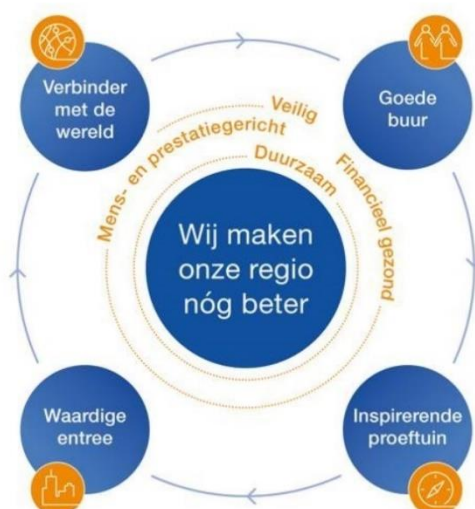 Verbinder
met de
wereld
Goede
buur
Veilig
Mens- en prestatiegericht
Duurzaam
Financieel gezond
Wij maken
onze regio
nóg beter
Waardige
entree
Inspirerende
proeftuin